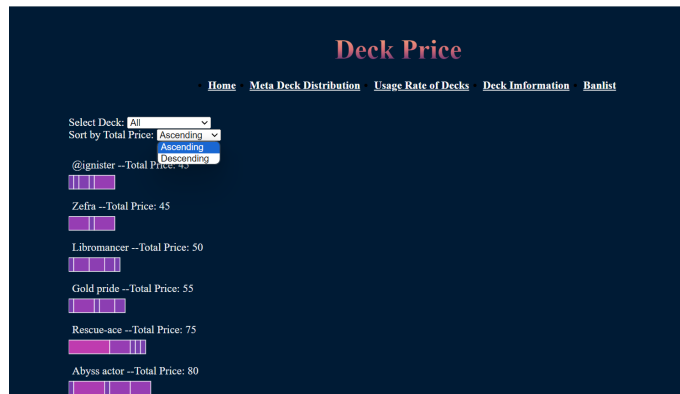 Deck Price
Home Meta Deck Distribution Usage Rate of Decks Deck Imformation Banlist
Select Deck: All
Sort by Total Price: Ascending
Ascending
Descending
@ignister --Total Price: 45
Zefra --Total Price: 45
Libromancer --Total Price: 50
Gold pride --Total Price: 55
Rescue-ace --Total Price: 75
Abyss actor --Total Price: 80